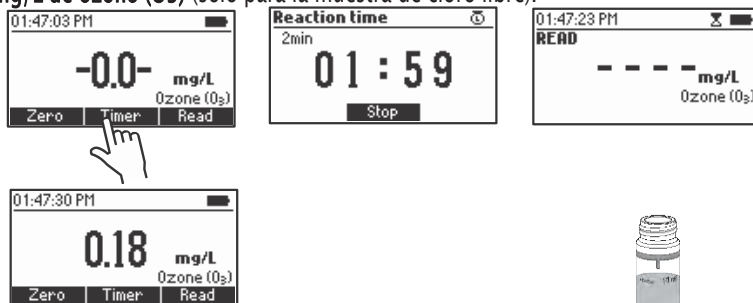 mg/L de ozono (O3) (solo para la muestra de cloro libre).
01:47:03 PM
-0.0- mg/L
Ozone (O₃)
Zero Timer Read
Reaction time
2min
01:59
Stop
01:47:23 PM
READ
---- mg/L
Ozone (O₃)
01:47:30 PM
0.18 mg/L
Ozone (O₃)
Zero Timer Read